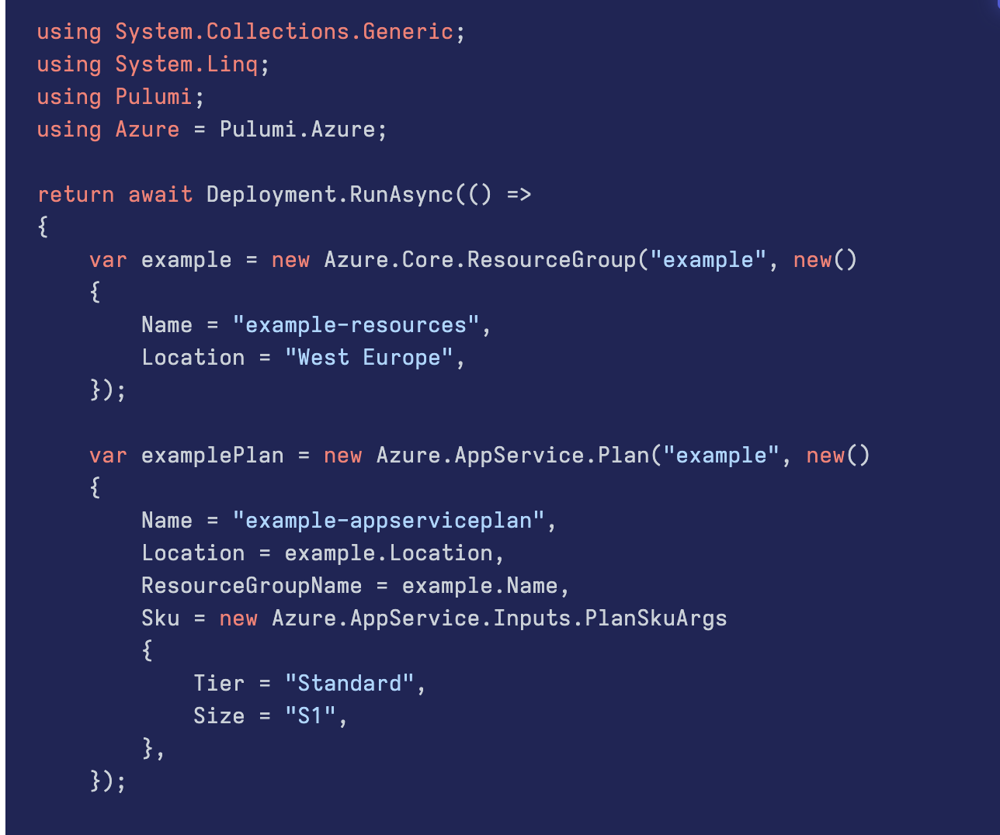 using System.Collections.Generic;
using System.Linq;
using Pulumi;
using Azure = Pulumi.Azure;

return await Deployment.RunAsync(() =>
{
    var example = new Azure.Core.ResourceGroup("example", new()
    {
        Name = "example-resources",
        Location = "West Europe",
    });

    var examplePlan = new Azure.AppService.Plan("example", new()
    {
        Name = "example-appserviceplan",
        Location = example.Location,
        ResourceGroupName = example.Name,
        Sku = new Azure.AppService.Inputs.PlanSkuArgs
        {
            Tier = "Standard",
            Size = "S1",
        },
    });